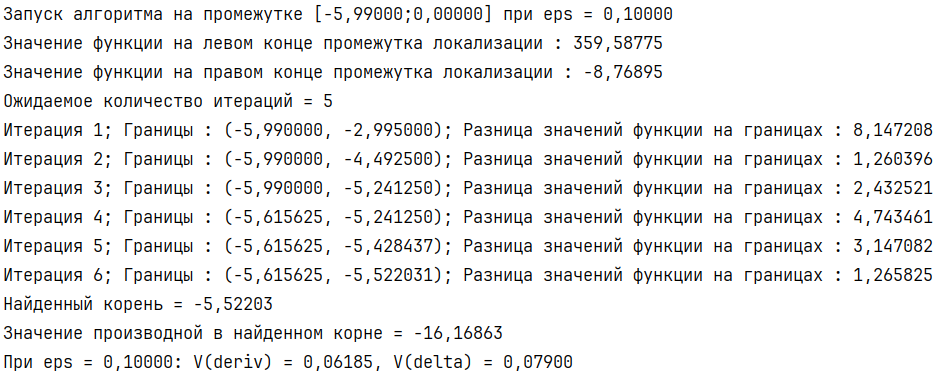 Запуск алгоритма на промежутке [-5,99000;0,00000] при eps = 0,10000
Значение функции на левом конце промежутка локализации : 359,58775
Значение функции на правом конце промежутка локализации : -8,76895
Ожидаемое количество итераций = 5
Итерация 1; Границы : (-5,990000, -2,995000); Разница значений функции на границах : 8,147208
Итерация 2; Границы : (-5,990000, -4,492500); Разница значений функции на границах : 1,260396
Итерация 3; Границы : (-5,990000, -5,241250); Разница значений функции на границах : 2,432521
Итерация 4; Границы : (-5,615625, -5,241250); Разница значений функции на границах : 4,743461
Итерация 5; Границы : (-5,615625, -5,428437); Разница значений функции на границах : 3,147082
Итерация 6; Границы : (-5,615625, -5,522031); Разница значений функции на границах : 1,265825
Найденный корень = -5,52203
Значение производной в найденном корне = -16,16863
При eps = 0,10000: V(deriv) = 0,06185, V(delta) = 0,07900